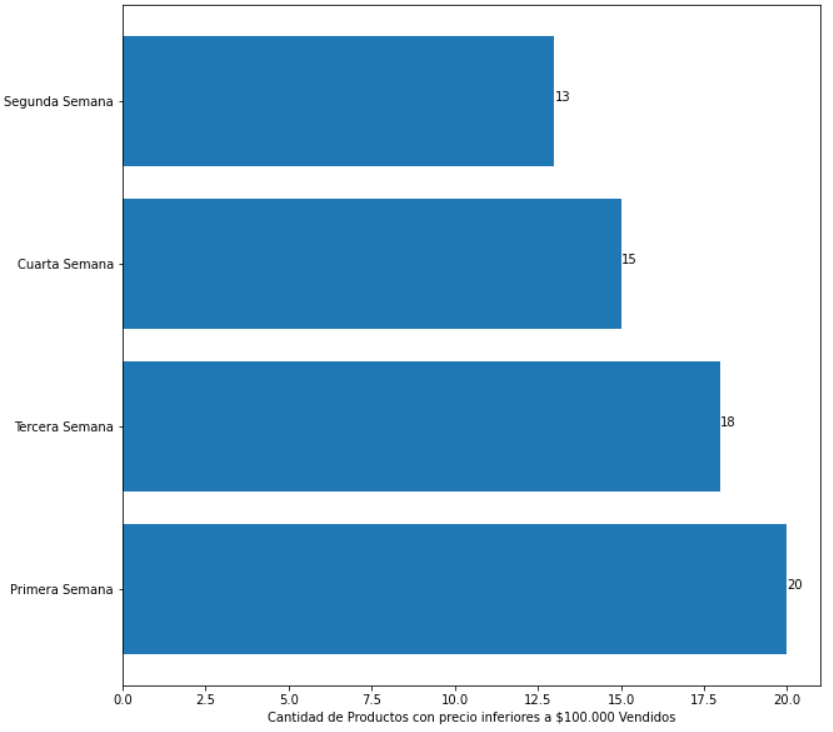 Segunda Semana
13
Cuarta Semana
15
Tercera Semana
18
Primera Semana
20
0.0 2.5 5.0 7.5 10.0 12.5 15.0 17.5 20.0
Cantidad de Productos con precio inferiores a $100.000 Vendidos